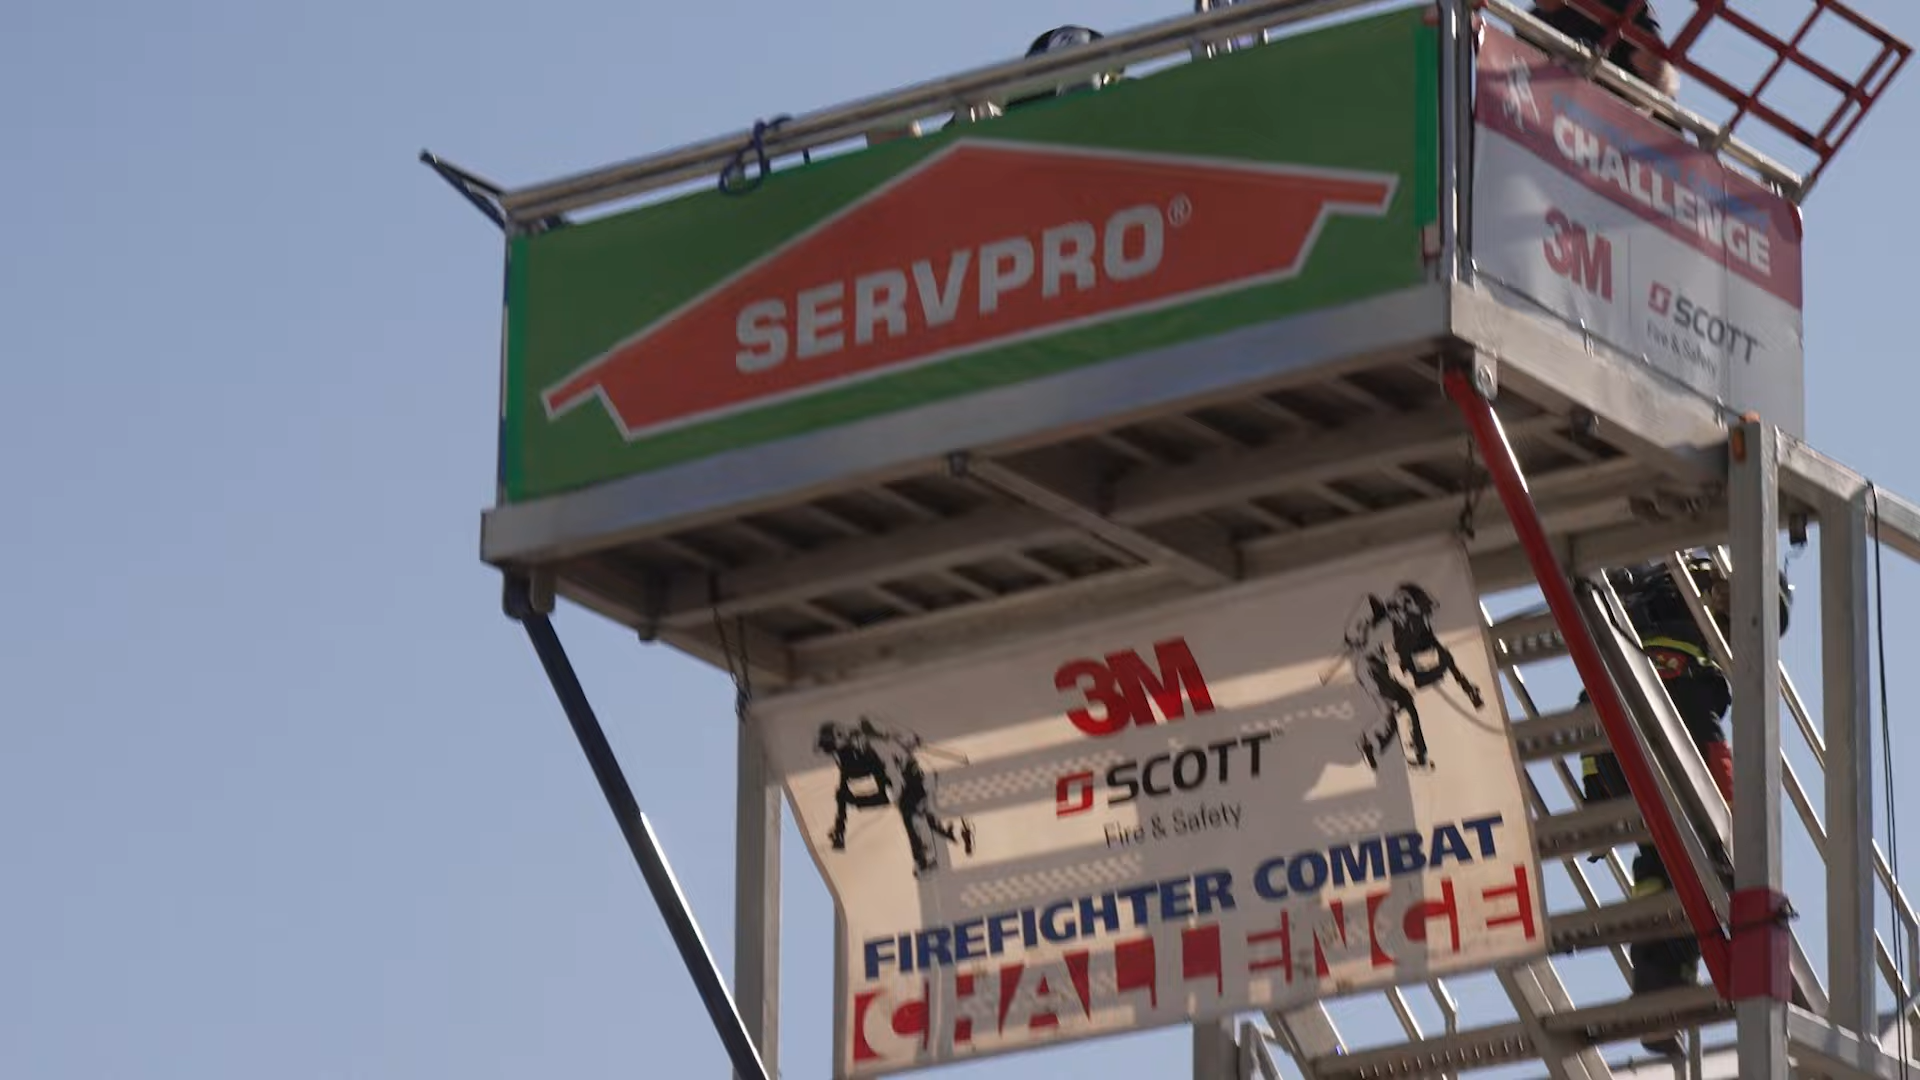 SERVPRO®
CHALLENGE
3M
SCOTT
Fire & Safety
3M
SCOTT™
Fire & Safety
FIREFIGHTER COMBAT
CHALLENGE